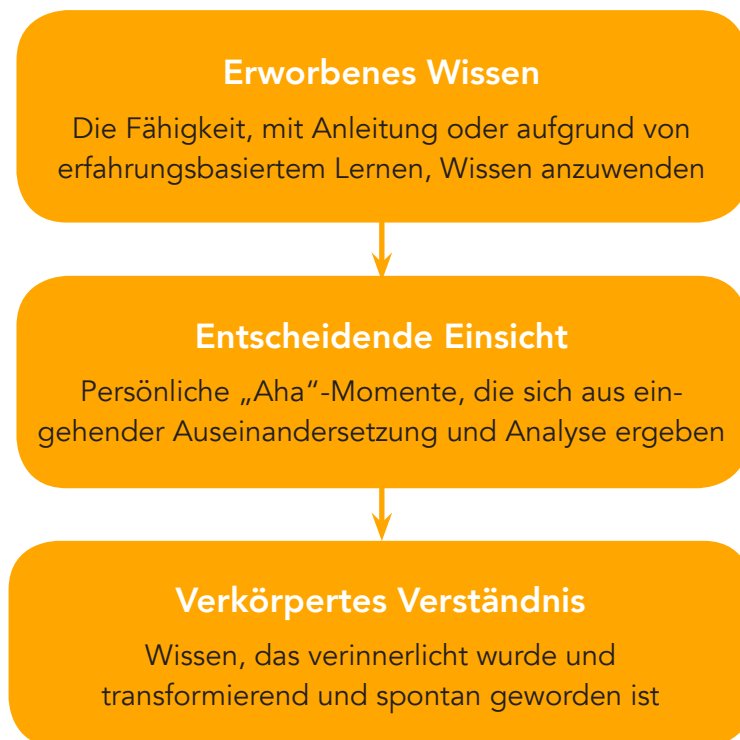 Erworbenes Wissen
Die Fähigkeit, mit Anleitung oder aufgrund von
erfahrungsbasiertem Lernen, Wissen anzuwenden
Entscheidende Einsicht
Persönliche „Aha“-Momente, die sich aus ein-
gehender Auseinandersetzung und Analyse ergeben
Verkörpertes Verständnis
Wissen, das verinnerlicht wurde und
transformierend und spontan geworden ist